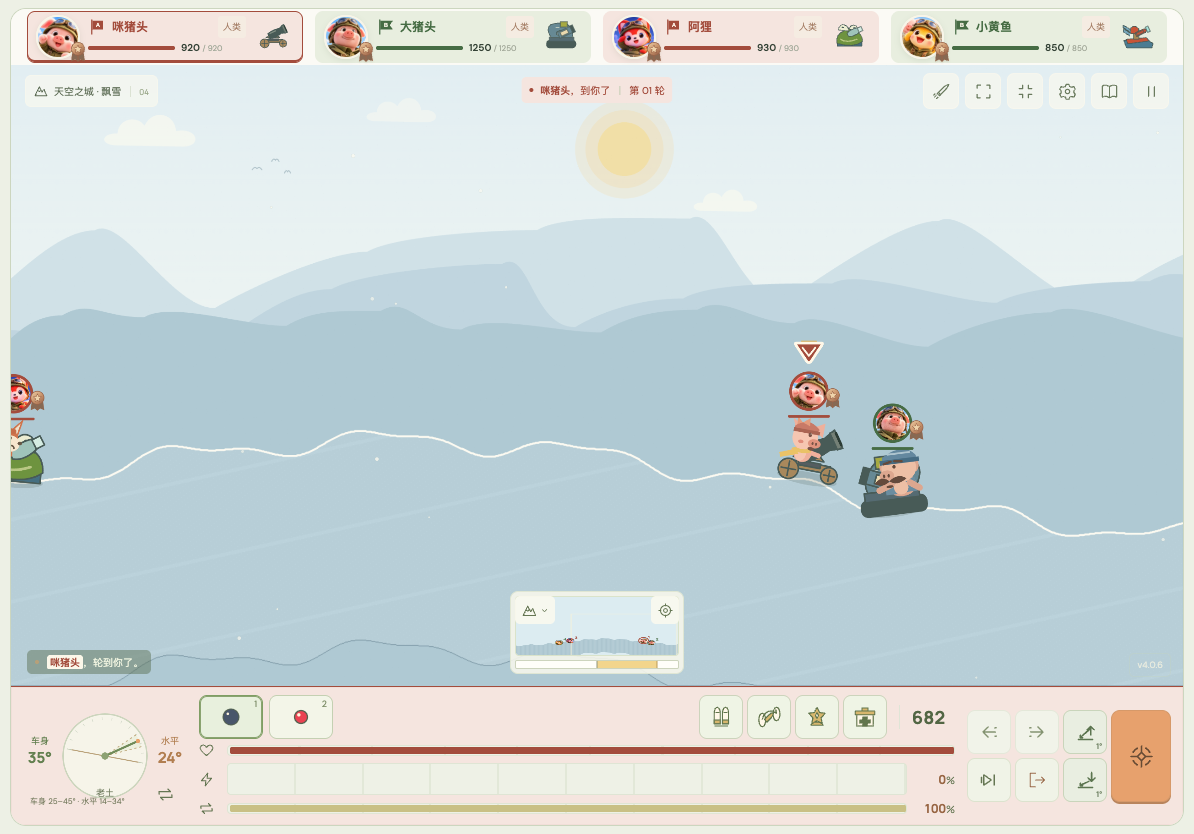 A 咪猪头 人类
920 / 920
B 大猪头 人类
1250 / 1250
A 阿狸 人类
930 / 930
B 小黄鱼 人类
850 / 850
天空之城 · 飘雪 04
咪猪头，到你了 第 01 轮
咪猪头，轮到你了。
v4.0.6
1
2
682
车身
35°
水平
24°
老土
车身 25–45° · 水平 14–34°
0%
100%
1°
1°